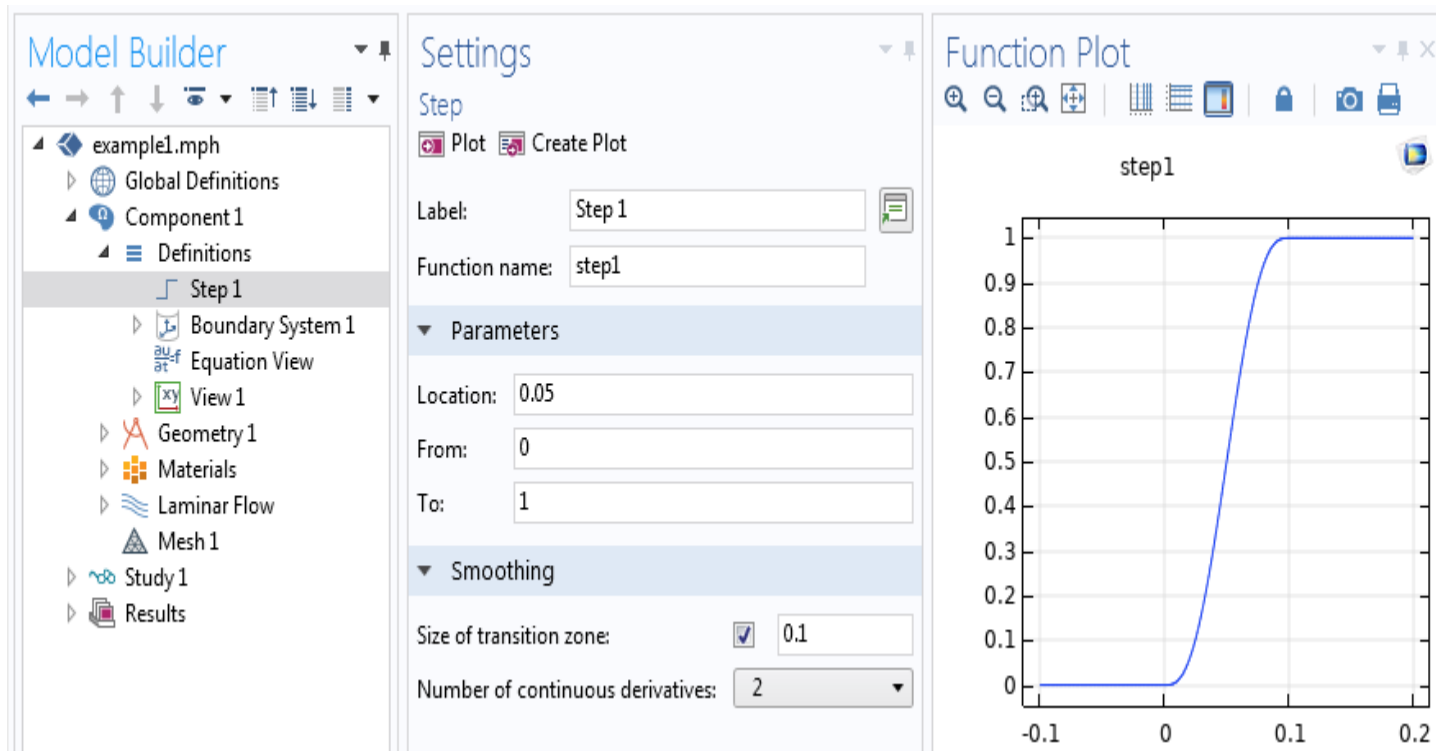 Model Builder
example1.mph
Global Definitions
Component 1
Definitions
Step 1
Boundary System 1
∂u/∂t=f Equation View
xy View 1
Geometry 1
Materials
Laminar Flow
Mesh 1
Study 1
Results
Settings
Step
Plot Create Plot
Label: Step 1
Function name: step1
Parameters
Location: 0.05
From: 0
To: 1
Smoothing
Size of transition zone: 0.1
Number of continuous derivatives: 2
Function Plot
step1
1
0.9
0.8
0.7
0.6
0.5
0.4
0.3
0.2
0.1
0
-0.1 0 0.1 0.2